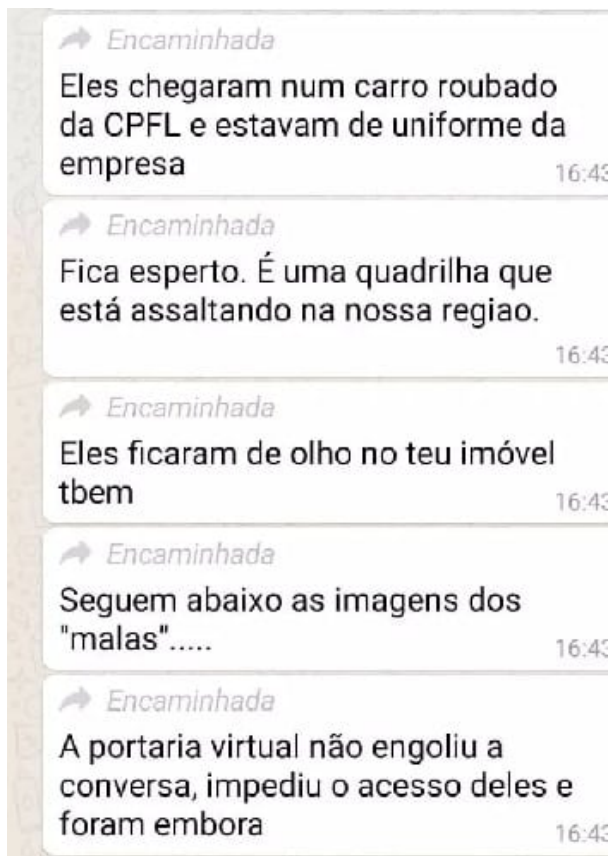 Encaminhada
Eles chegaram num carro roubado
da CPFL e estavam de uniforme da
empresa
16:43
Encaminhada
Fica esperto. É uma quadrilha que
está assaltando na nossa regiao.
16:43
Encaminhada
Eles ficaram de olho no teu imóvel
tbem
16:43
Encaminhada
Seguem abaixo as imagens dos
"malas".....
16:43
Encaminhada
A portaria virtual não engoliu a
conversa, impediu o acesso deles e
foram embora
16:43